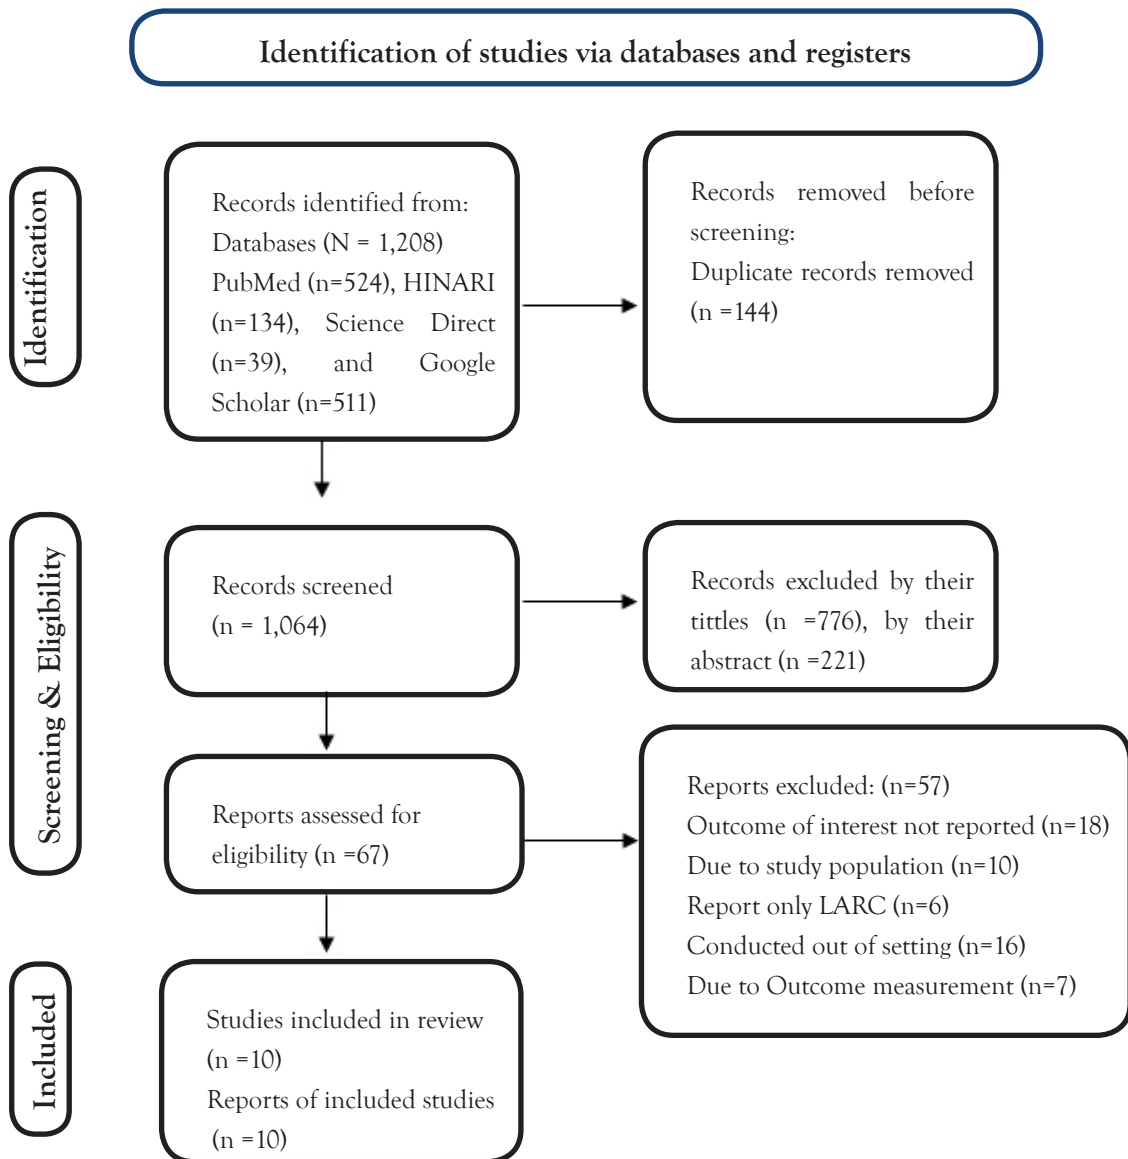 Identification of studies via databases and registers
Identification
Records identified from:
Databases (N = 1,208)
PubMed (n=524), HINARI
(n=134), Science Direct
(n=39), and Google
Scholar (n=511)
Records removed before
screening:
Duplicate records removed
(n =144)
Screening & Eligibility
Records screened
(n = 1,064)
Records excluded by their
tittles (n =776), by their
abstract (n =221)
Reports assessed for
eligibility (n =67)
Reports excluded: (n=57)
Outcome of interest not reported (n=18)
Due to study population (n=10)
Report only LARC (n=6)
Conducted out of setting (n=16)
Due to Outcome measurement (n=7)
Included
Studies included in review
(n =10)
Reports of included studies
(n =10)